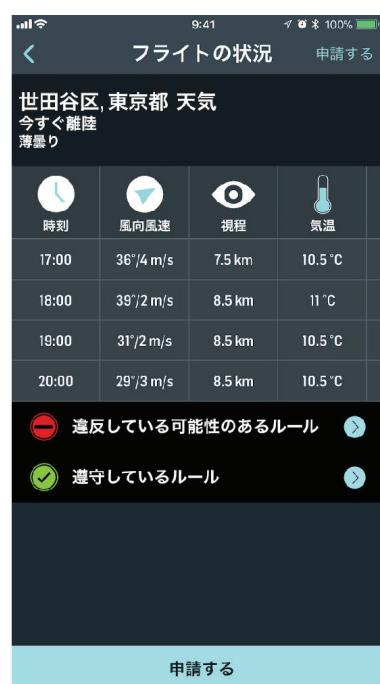 9:41
100%
フライトの状況
申請する
世田谷区, 東京都 天気
今すぐ離陸
薄曇り
時刻 風向風速 視程 気温
17:00 36°/4 m/s 7.5 km 10.5 °C
18:00 39°/2 m/s 8.5 km 11 °C
19:00 31°/2 m/s 8.5 km 10.5 °C
20:00 29°/3 m/s 8.5 km 10.5 °C
違反している可能性のあるルール
遵守しているルール
申請する